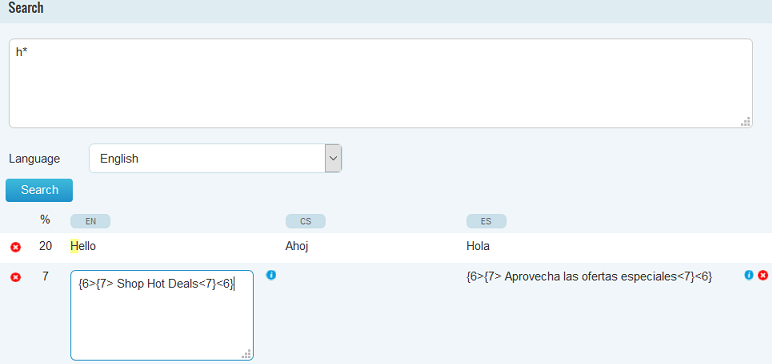 Search
h*
Language English
Search
% EN CS ES
20 Hello Ahoj Hola
7 {6>{7> Shop Hot Deals<7}<6} {6>{7> Aprovecha las ofertas especiales<7}<6}